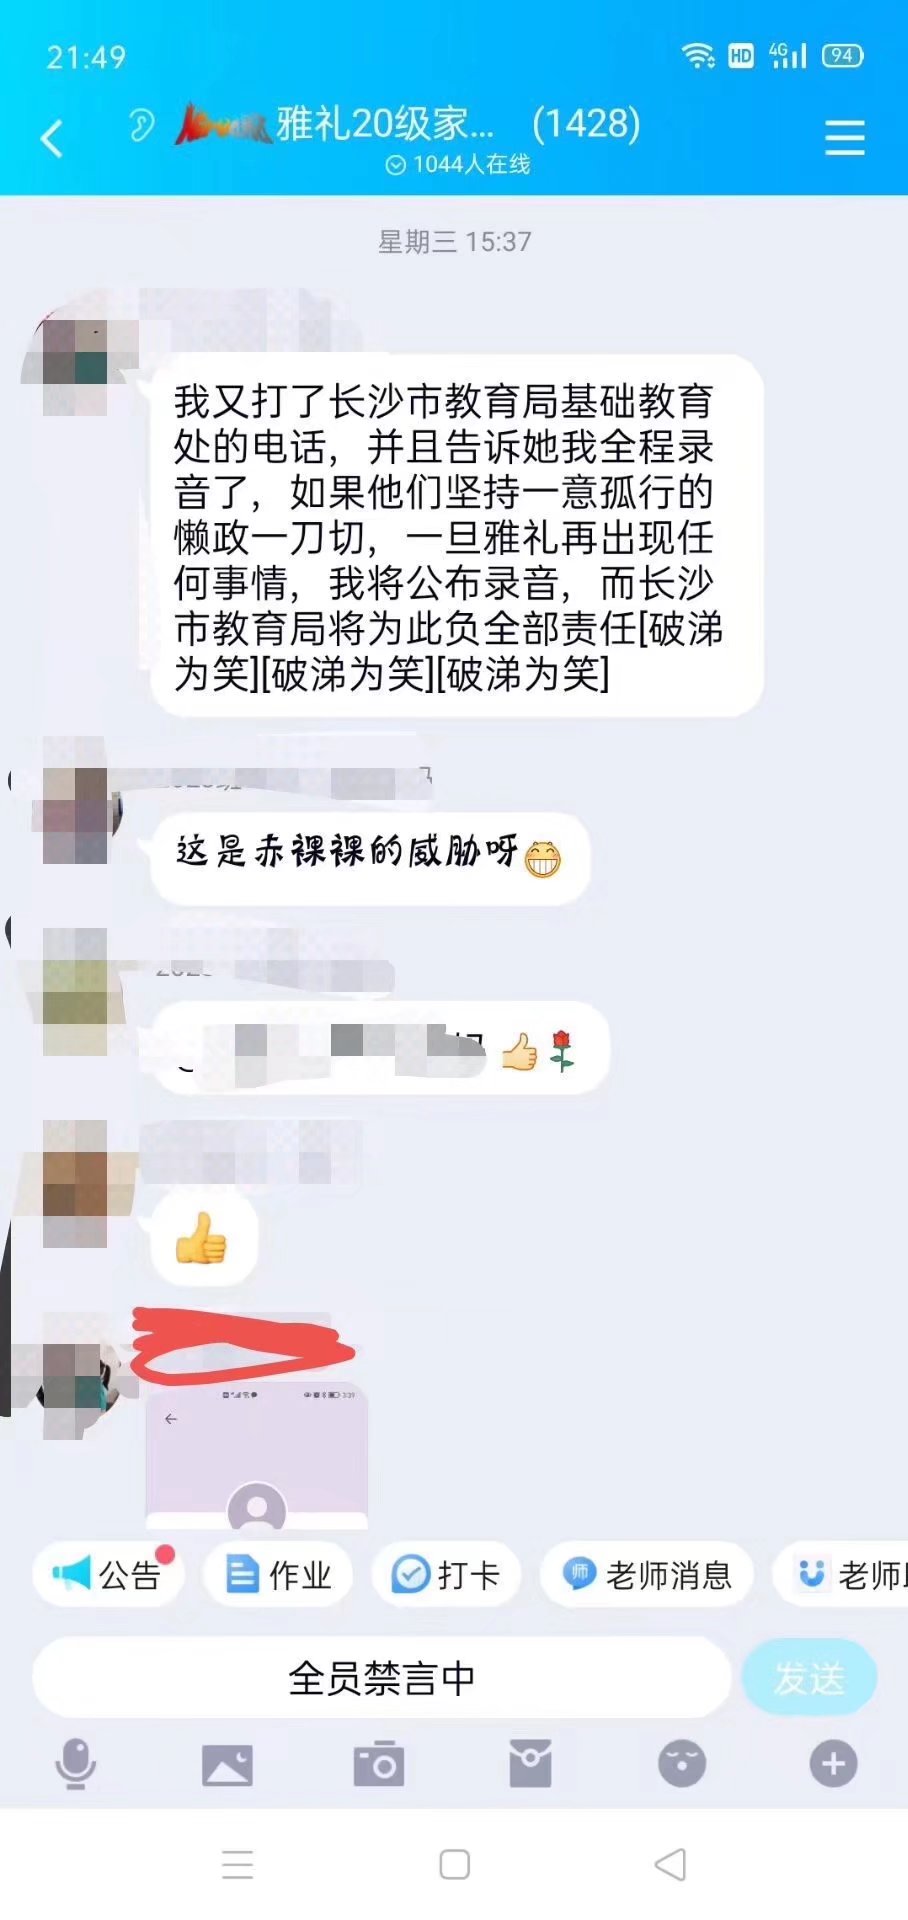 21:49
HD 4G 94
雅礼20级家... (1428)
1044人在线
星期三 15:37
我又打了长沙市教育局基础教育
处的电话，并且告诉她我全程录
音了，如果他们坚持一意孤行的
懒政一刀切，一旦雅礼再出现任
何事情，我将公布录音，而长沙
市教育局将为此负全部责任[破涕
为笑][破涕为笑][破涕为笑]
这是赤裸裸的威胁呀
公告
作业
打卡
师 老师消息
老师
全员禁言中
发送